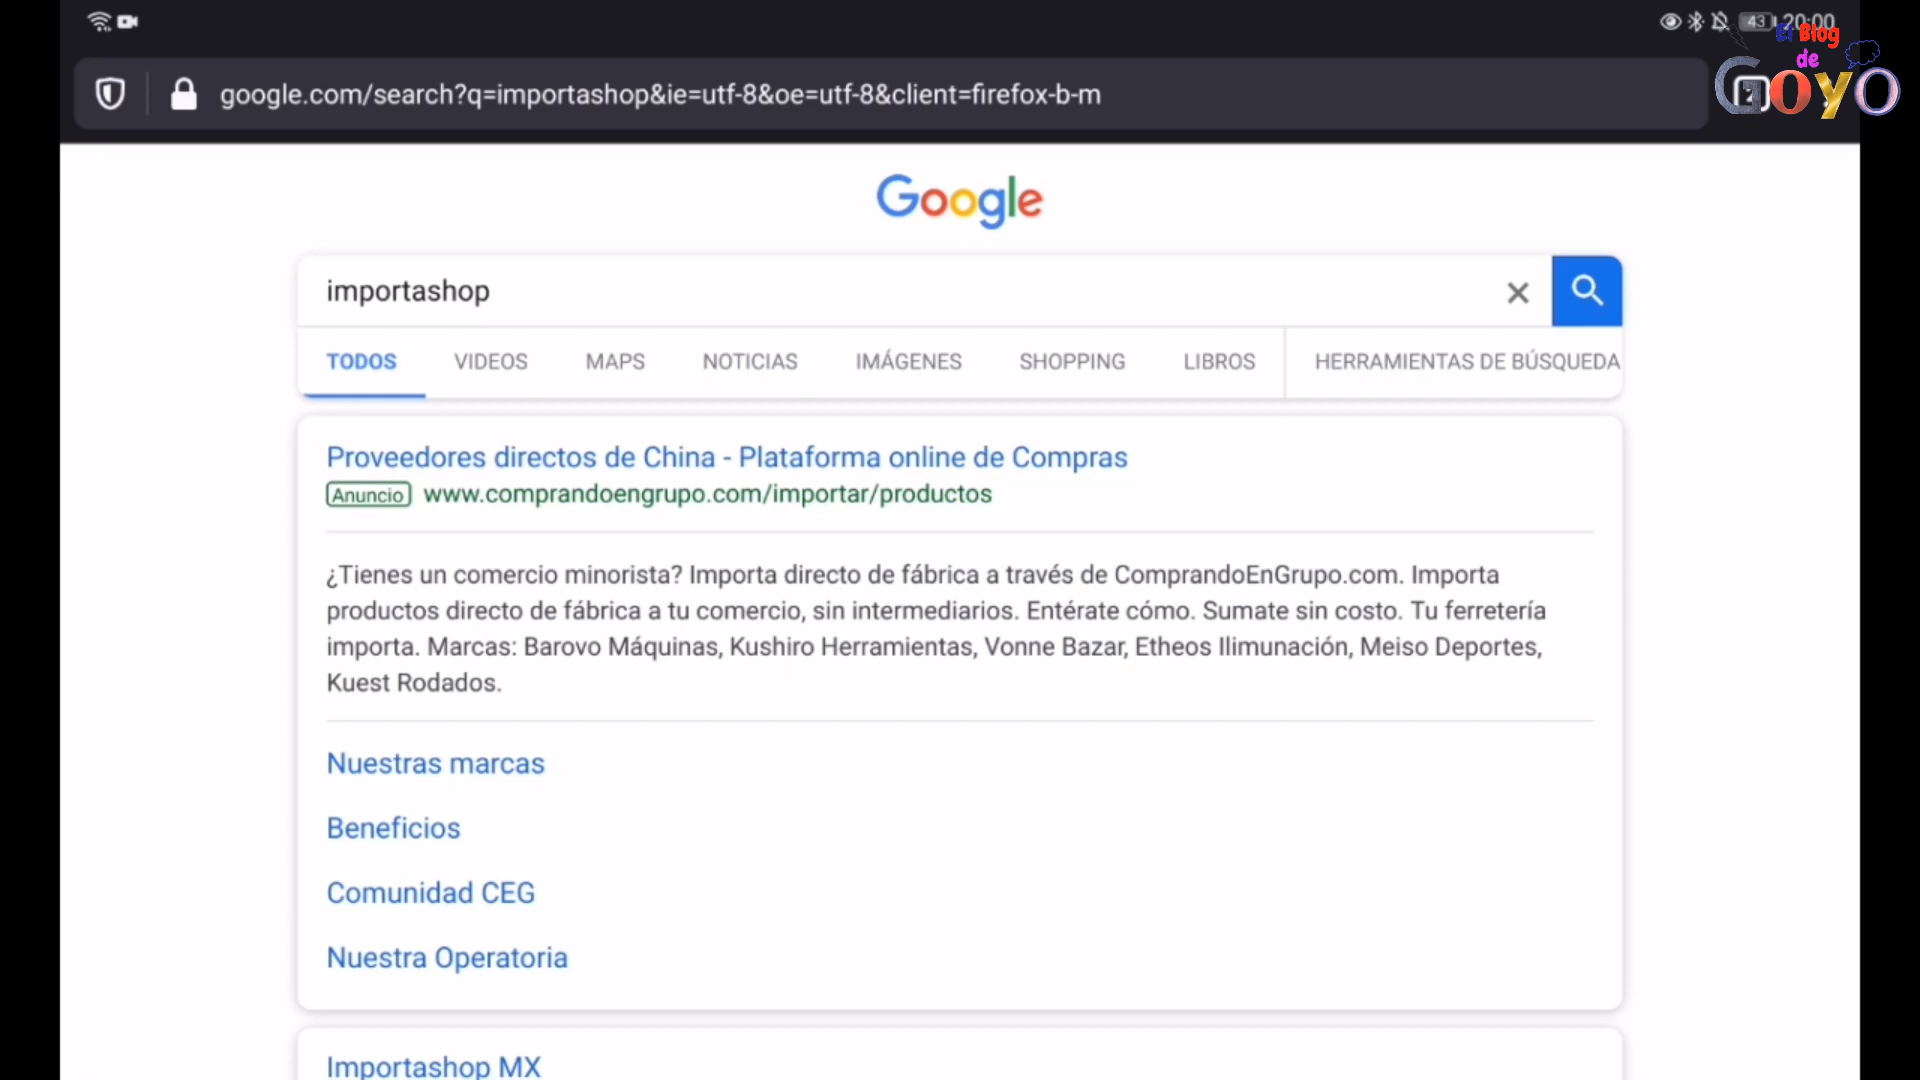 43 20:00
El Blog
de
Goyo
google.com/search?q=importashop&ie=utf-8&oe=utf-8&client=firefox-b-m
Google
importashop
TODOS VIDEOS MAPS NOTICIAS IMÁGENES SHOPPING LIBROS HERRAMIENTAS DE BÚSQUEDA
Proveedores directos de China - Plataforma online de Compras
Anuncio www.comprandoengrupo.com/importar/productos
¿Tienes un comercio minorista? Importa directo de fábrica a través de ComprandoEnGrupo.com. Importa
productos directo de fábrica a tu comercio, sin intermediarios. Entérate cómo. Sumate sin costo. Tu ferretería
importa. Marcas: Barovo Máquinas, Kushiro Herramientas, Vonne Bazar, Etheos Ilimunación, Meiso Deportes,
Kuest Rodados.
Nuestras marcas
Beneficios
Comunidad CEG
Nuestra Operatoria
Importashop MX